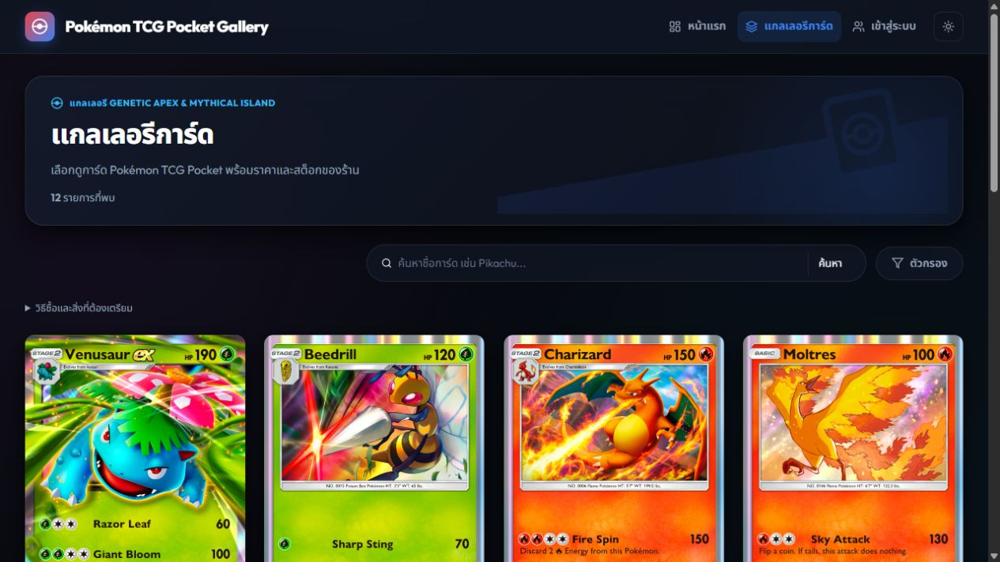 Pokémon TCG Pocket Gallery
หน้าแรก
แกลเลอรีการ์ด
เข้าสู่ระบบ
แกลเลอรี GENETIC APEX & MYTHICAL ISLAND
แกลเลอรีการ์ด
เลือกดูการ์ด Pokémon TCG Pocket พร้อมราคาและสต็อกของร้าน
12 รายการที่พบ
ค้นหาชื่อการ์ด เช่น Pikachu...
ค้นหา
ตัวกรอง
วิธีซื้อและสิ่งที่ต้องเตรียม
STAGE 2 Venusaur ex HP 190
Evolves from Ivysaur
Razor Leaf 60
Giant Bloom 100
STAGE 2 Beedrill HP 120
Evolves from Kakuna
NO. 0015 Poison Bee Pokémon HT: 3'3" WT: 65 lbs.
Sharp Sting 70
STAGE 2 Charizard HP 150
Evolves from Charmeleon
NO. 0006 Flame Pokémon HT: 5'7" WT: 199.5 lbs.
Fire Spin 150
Discard 2 Energy from this Pokémon.
BASIC Moltres HP 100
NO. 0146 Flame Pokémon HT: 6'7" WT: 132.3 lbs.
Sky Attack 130
Flip a coin. If tails, this attack does nothing.